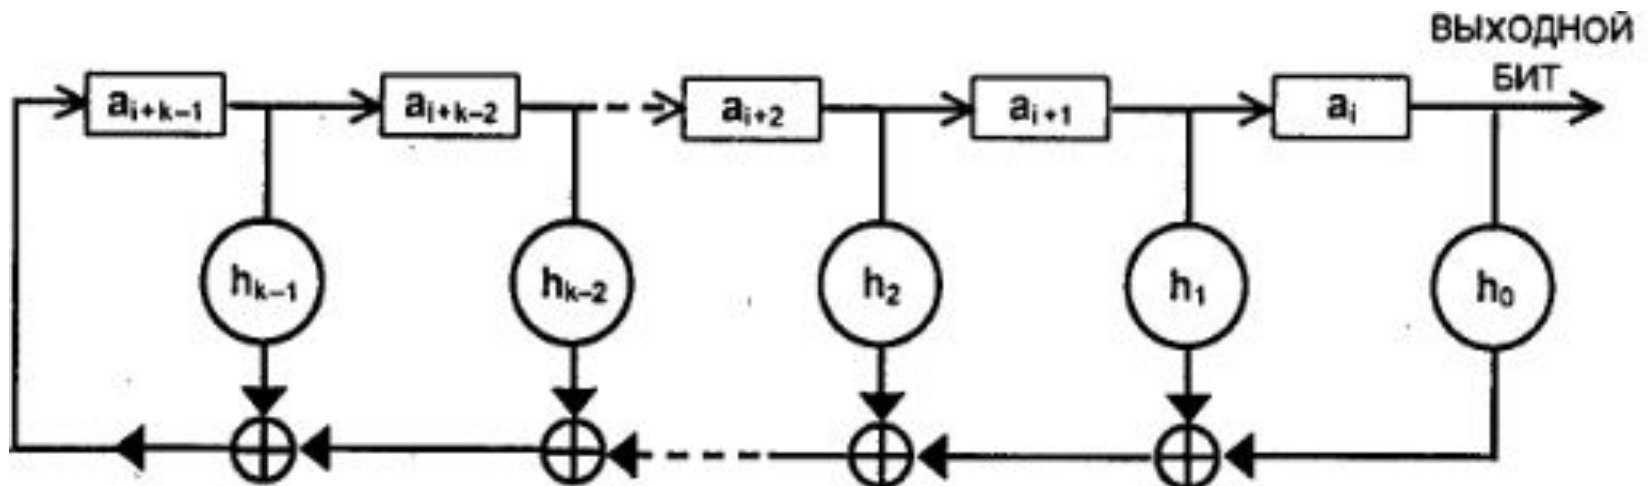 ВЫХОДНОЙ
БИТ
a_{i+k−1} a_{i+k−2} a_{i+2} a_{i+1} a_i
h_{k−1} h_{k−2} h_2 h_1 h_0